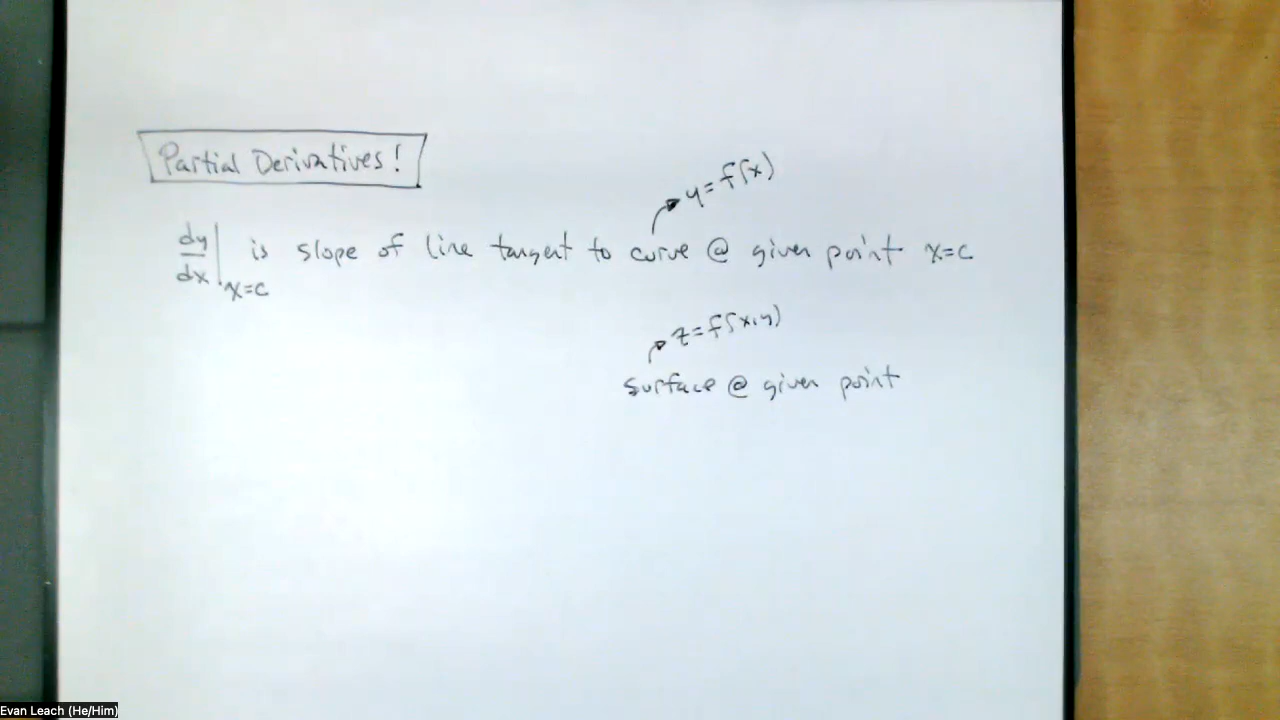 Partial Derivatives!
y=f(x)
dy/dx|x=c is slope of line tangent to curve @ given point x=c
z=f(x,y)
surface @ given point
Evan Leach (He/Him)